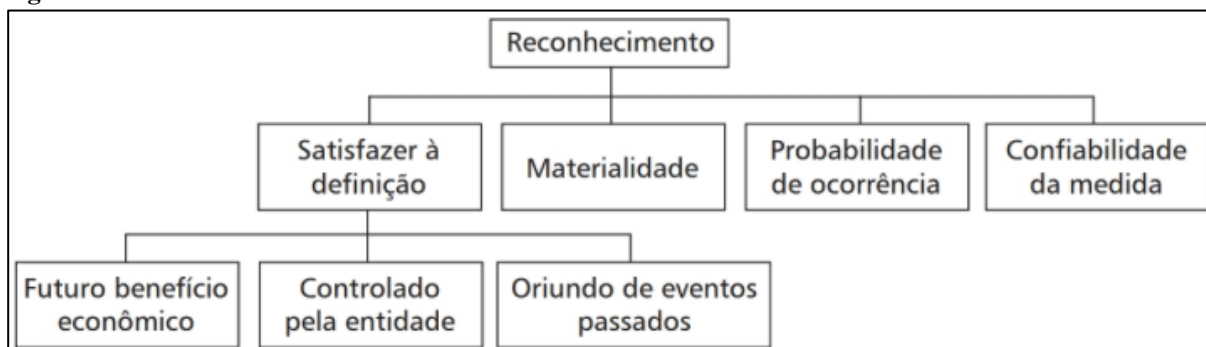 Reconhecimento
Satisfazer à
definição
Materialidade
Probabilidade
de ocorrência
Confiabilidade
da medida
Futuro benefício
econômico
Controlado
pela entidade
Oriundo de eventos
passados